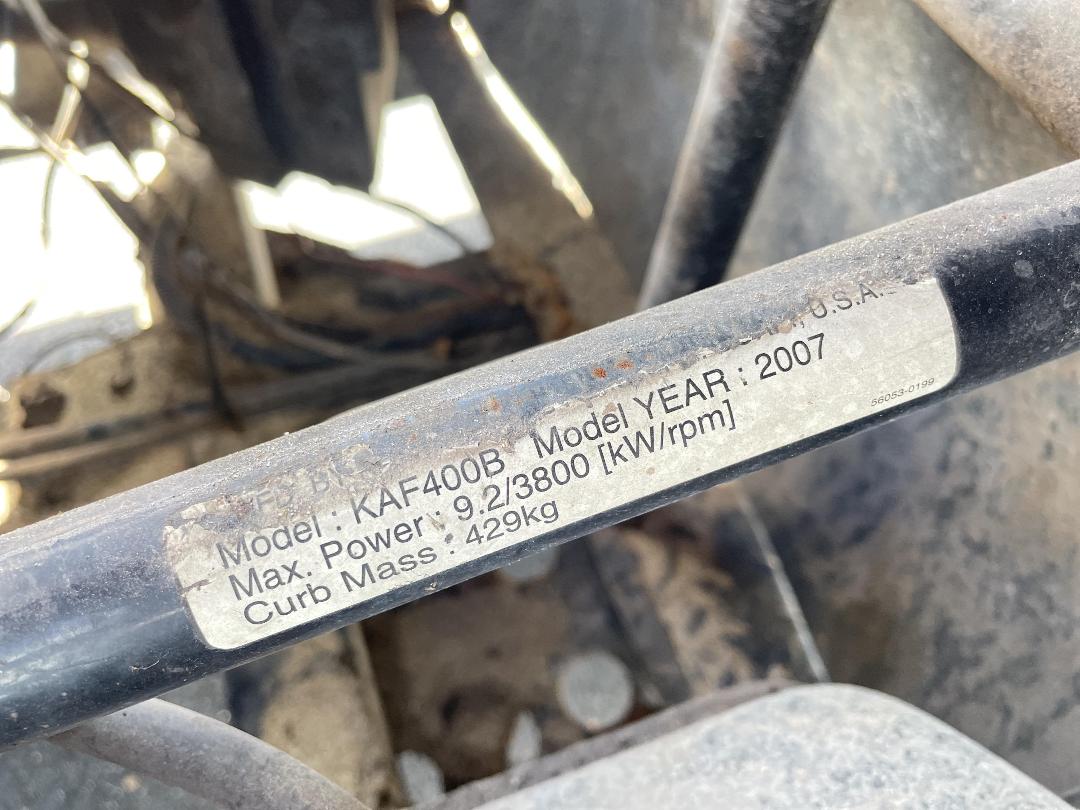 U.S.A.
Model : KAF400B Model YEAR : 2007
Max. Power : 9.2/3800 [kW/rpm]
Curb Mass : 429kg
56053-0199